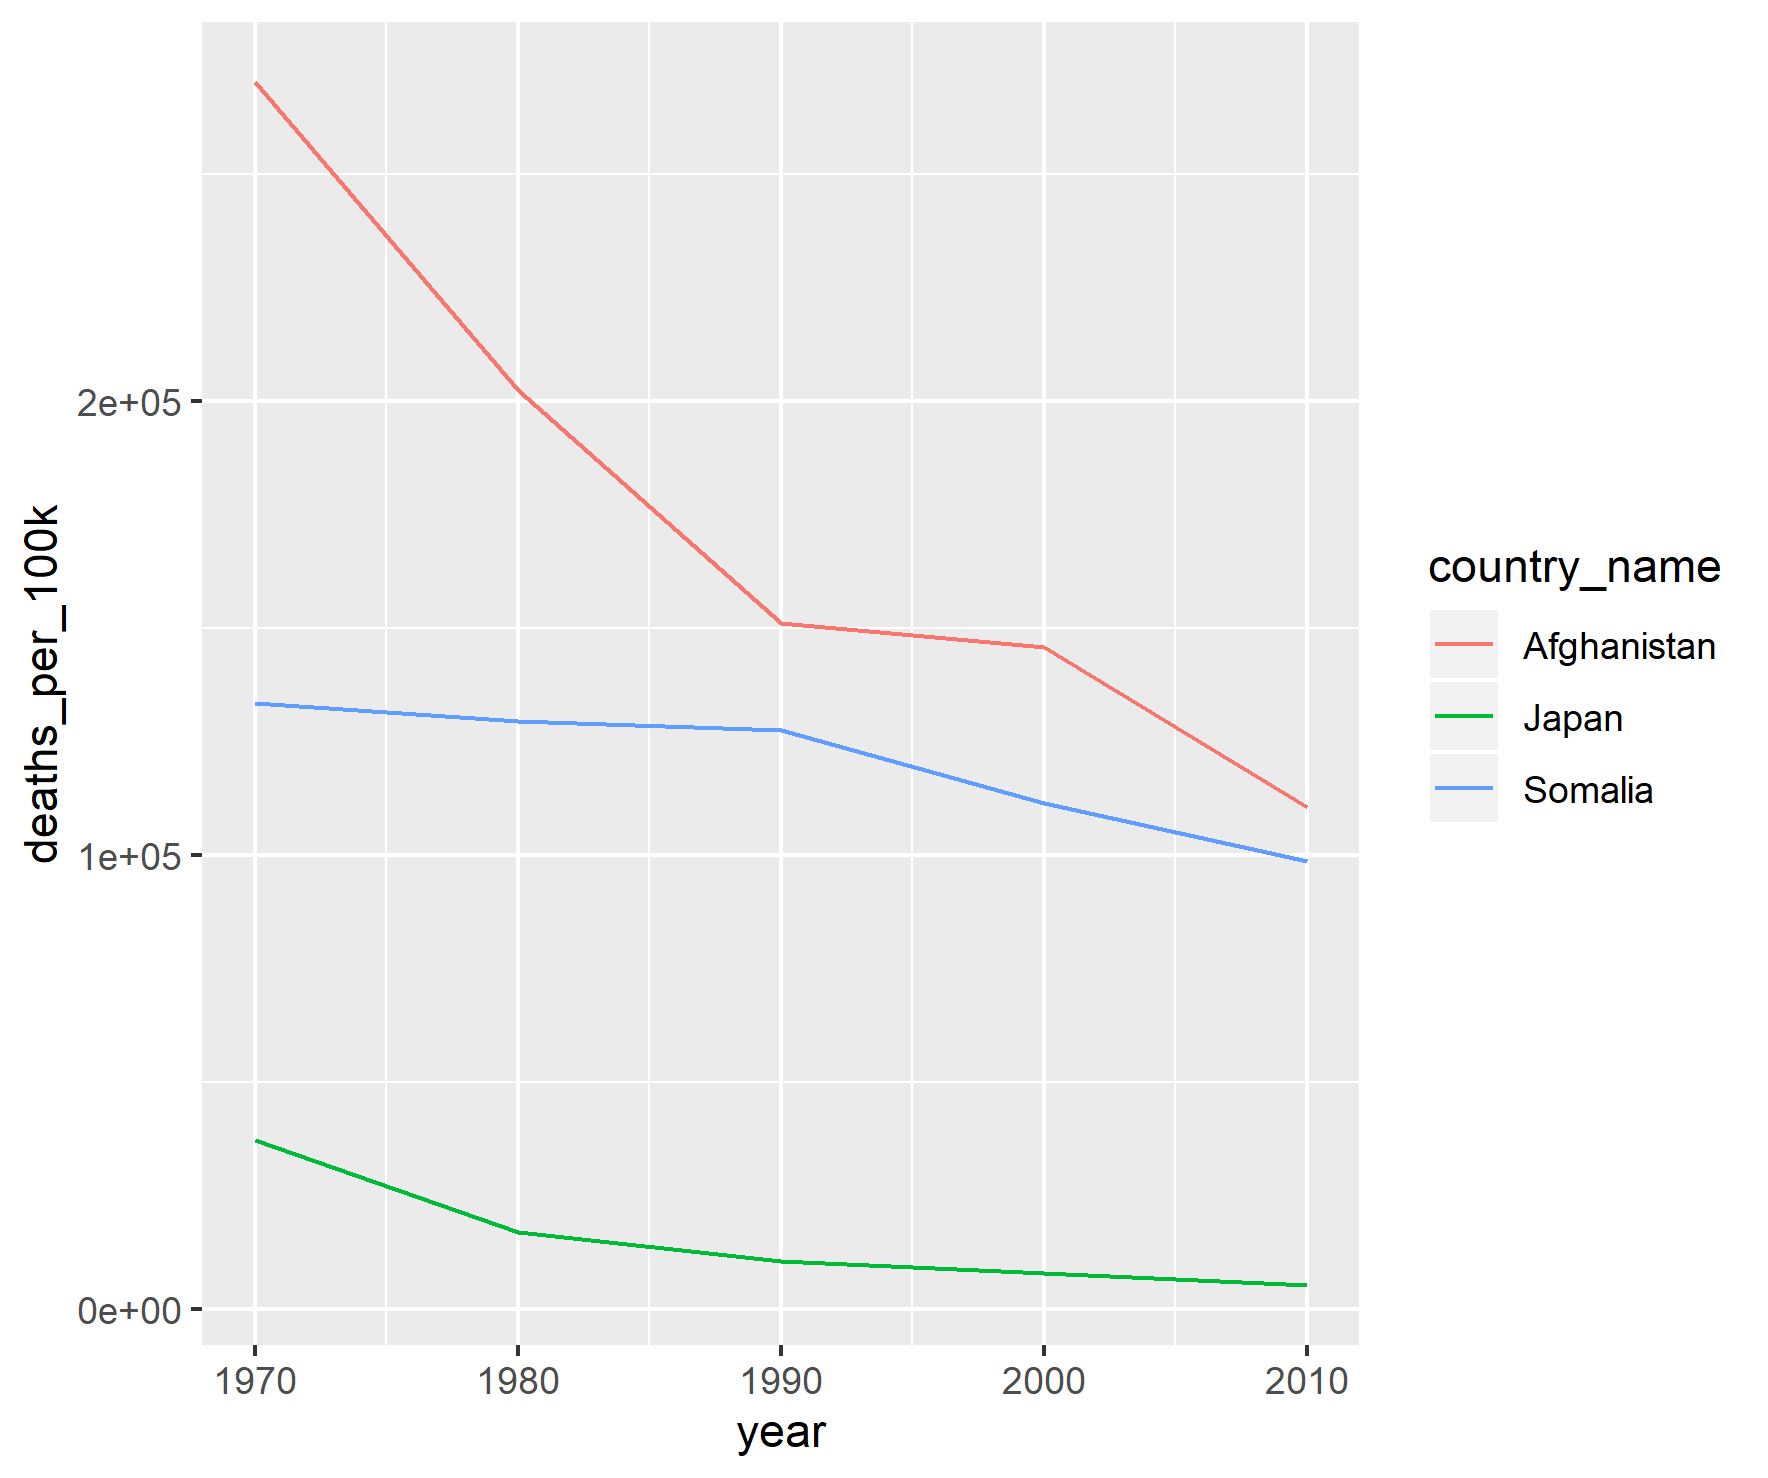 2e+05
1e+05
0e+00
deaths_per_100k
1970 1980 1990 2000 2010
year
country_name
Afghanistan
Japan
Somalia